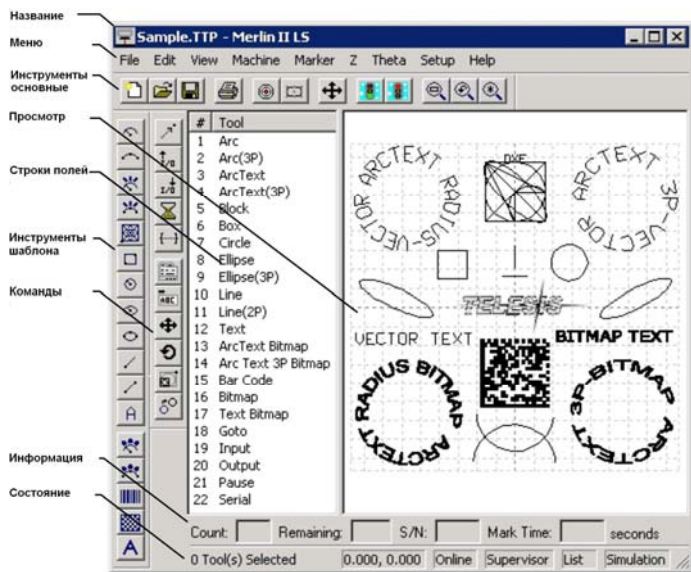 Название
Меню
Инструменты
основные
Просмотр
Строки полей
Инструменты
шаблона
Команды
Информация
Состояние
Sample.TTP - Merlin II LS
File Edit View Machine Marker Z Theta Setup Help
# Tool
1 Arc
2 Arc(3P)
3 ArcText
4 ArcText(3P)
5 Block
6 Box
7 Circle
8 Ellipse
9 Ellipse(3P)
10 Line
11 Line(2P)
12 Text
13 ArcText Bitmap
14 Arc Text 3P Bitmap
15 Bar Code
16 Bitmap
17 Text Bitmap
18 Goto
19 Input
20 Output
21 Pause
22 Serial
RADIUS-VECTOR ARCTEXT
DXF
3P-VECTOR ARCTEXT
TELESIS
VECTOR TEXT
BITMAP TEXT
RADIUS BITMAP ARCTEXT
3P-BITMAP ARCTEXT
Count: Remaining: S/N: Mark Time: seconds
0 Tool(s) Selected 0.000, 0.000 Online Supervisor List Simulation